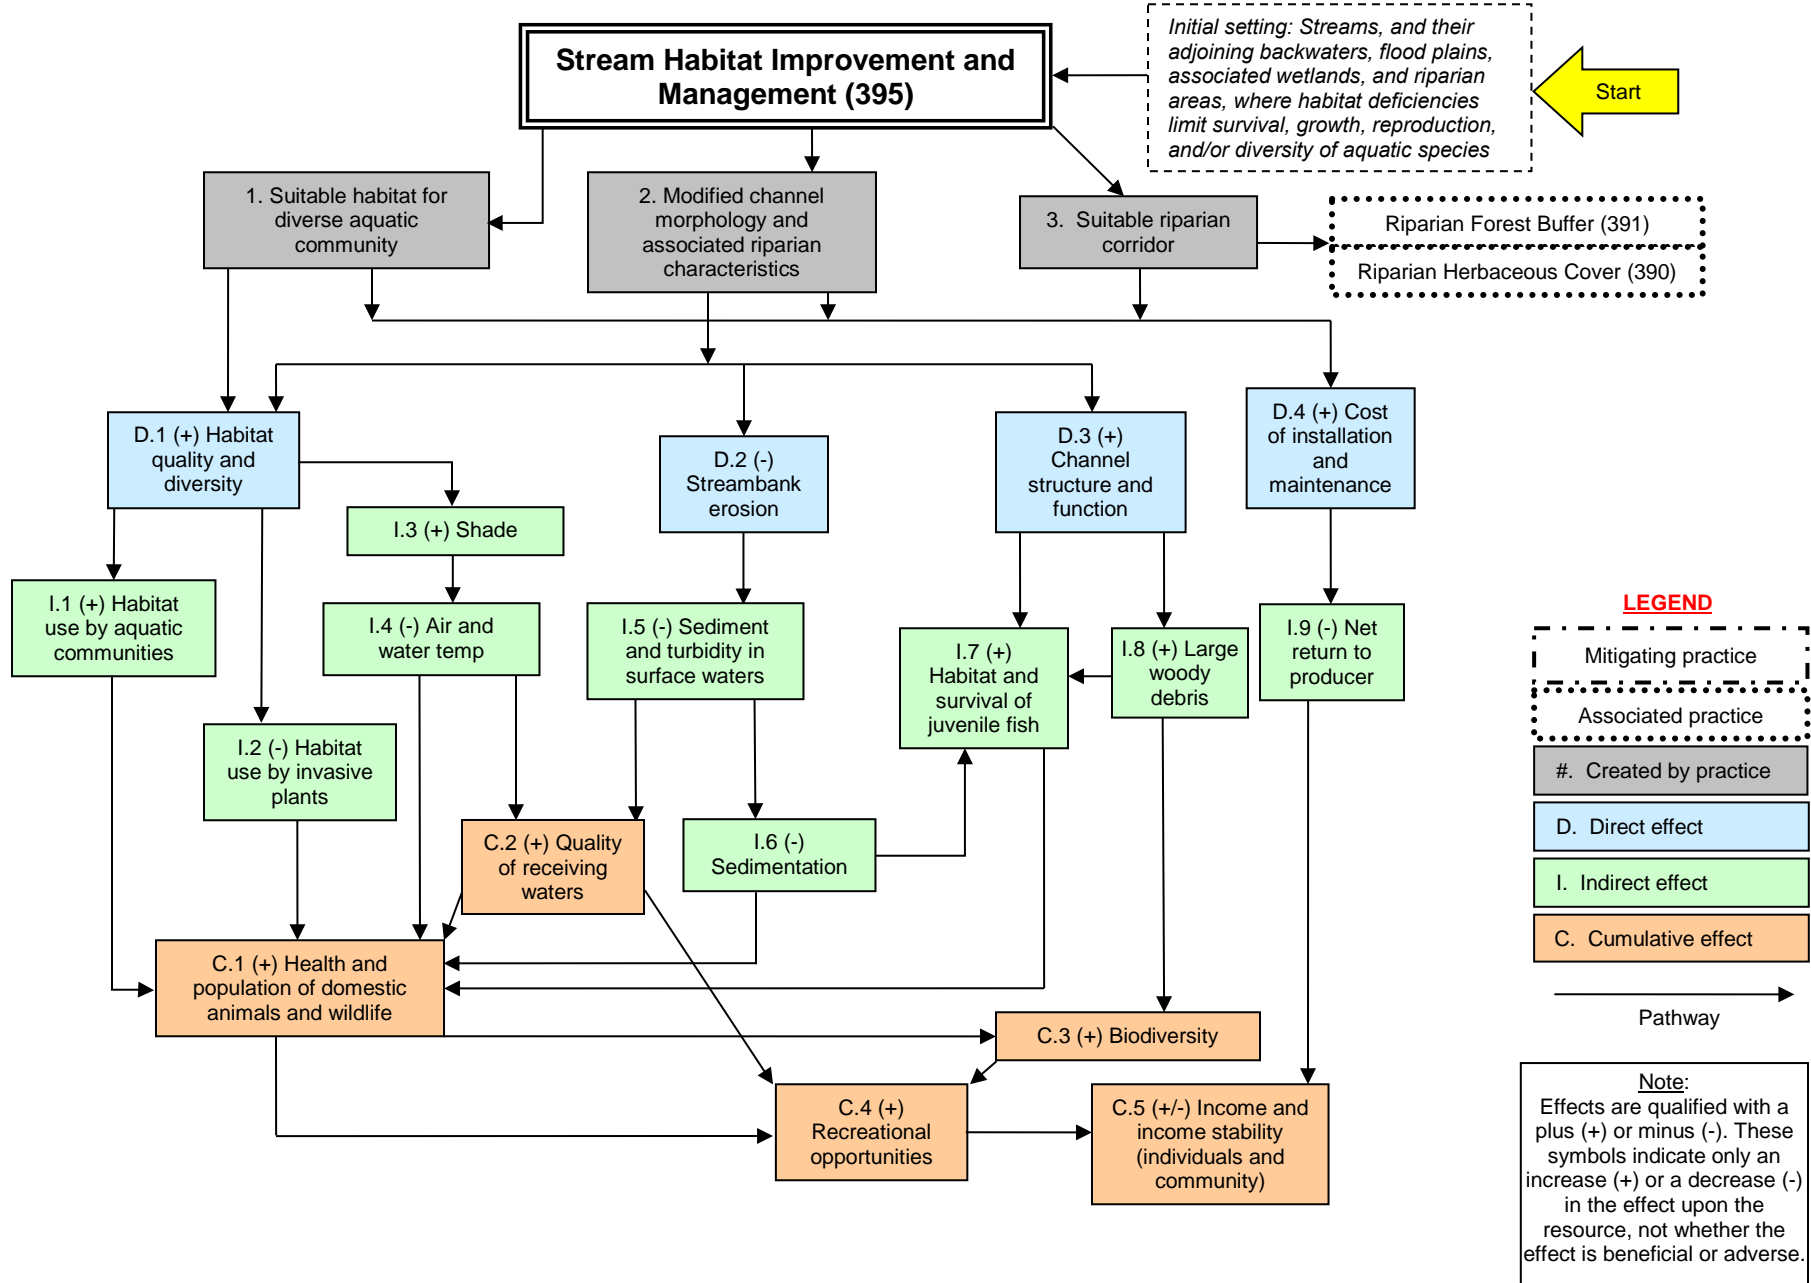 Stream Habitat Improvement and
Management (395)
Initial setting: Streams, and their
adjoining backwaters, flood plains,
associated wetlands, and riparian
areas, where habitat deficiencies
limit survival, growth, reproduction,
and/or diversity of aquatic species
Start
1. Suitable habitat for
diverse aquatic
community
2. Modified channel
morphology and
associated riparian
characteristics
3. Suitable riparian
corridor
Riparian Forest Buffer (391)
Riparian Herbaceous Cover (390)
D.1 (+) Habitat
quality and
diversity
D.2 (-)
Streambank
erosion
D.3 (+)
Channel
structure and
function
D.4 (+) Cost
of installation
and
maintenance
I.3 (+) Shade
I.1 (+) Habitat
use by aquatic
communities
I.4 (-) Air and
water temp
I.5 (-) Sediment
and turbidity in
surface waters
I.7 (+)
Habitat and
survival of
juvenile fish
I.8 (+) Large
woody
debris
I.9 (-) Net
return to
producer
I.2 (-) Habitat
use by invasive
plants
C.2 (+) Quality
of receiving
waters
I.6 (-)
Sedimentation
C.1 (+) Health and
population of domestic
animals and wildlife
C.3 (+) Biodiversity
C.4 (+)
Recreational
opportunities
C.5 (+/-) Income and
income stability
(individuals and
community)
LEGEND
Mitigating practice
Associated practice
#. Created by practice
D. Direct effect
I. Indirect effect
C. Cumulative effect
Pathway
Note:
Effects are qualified with a
plus (+) or minus (-). These
symbols indicate only an
increase (+) or a decrease (-)
in the effect upon the
resource, not whether the
effect is beneficial or adverse.